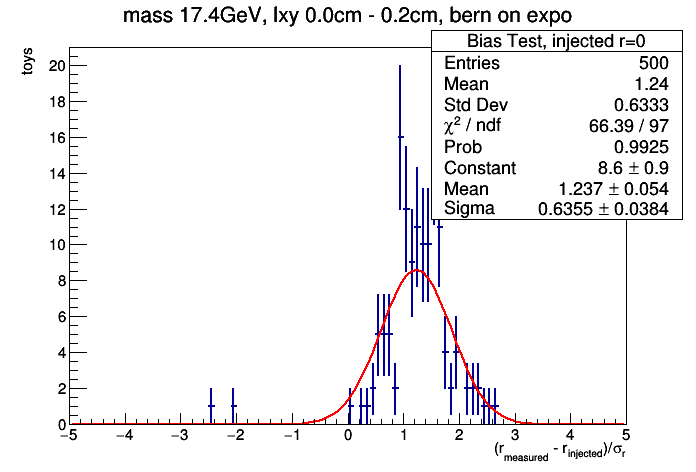 mass 17.4GeV, lxy 0.0cm - 0.2cm, bern on expo
toys
Bias Test, injected r=0
Entries 500
Mean 1.24
Std Dev 0.6333
χ² / ndf 66.39 / 97
Prob 0.9925
Constant 8.6 ± 0.9
Mean 1.237 ± 0.054
Sigma 0.6355 ± 0.0384
20
18
16
14
12
10
8
6
4
2
0
−5 −4 −3 −2 −1 0 1 2 3 4 5
(r_measured - r_injected)/σ_r